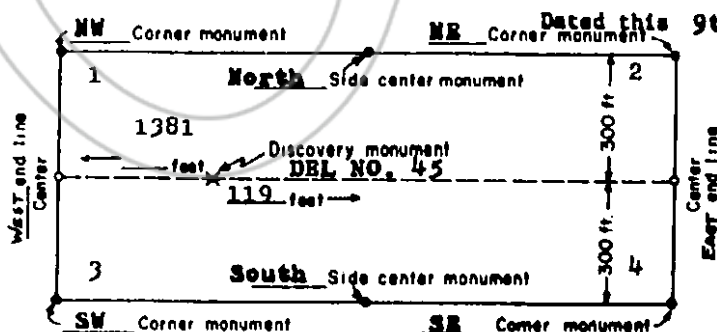 NW Corner monument NE Corner monument Dated this 9
1 North Side center monument 2
1381
feet Discovery monument
DEL NO. 45
119 feet
WEST end line
Center
300 ft
300 ft.
Center
EAST end line
3 South Side center monument 4
SW Corner monument SE Corner monument